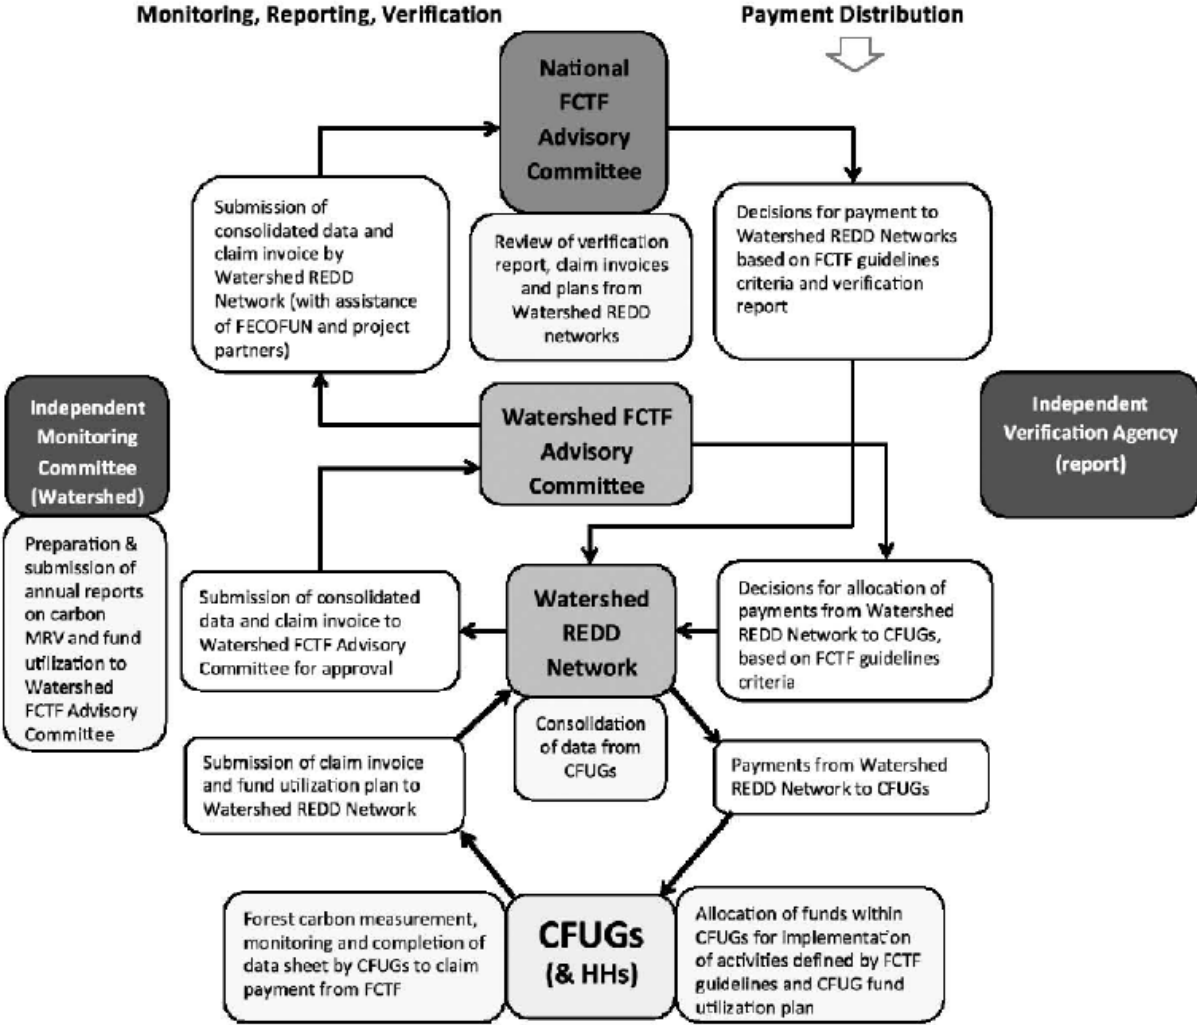 Monitoring, Reporting, Verification
Payment Distribution
National
FCTF
Advisory
Committee
Submission of
consolidated data and
claim invoice by
Watershed REDD
Network (with assistance
of FECOFUN and project
partners)
Review of verification
report, claim invoices
and plans from
Watershed REDD
networks
Decisions for payment to
Watershed REDD Networks
based on FCTF guidelines
criteria and verification
report
Independent
Monitoring
Committee
(Watershed)
Preparation &
submission of
annual reports
on carbon
MRV and fund
utilization to
Watershed
FCTF Advisory
Committee
Watershed FCTF
Advisory
Committee
Independent
Verification Agency
(report)
Submission of consolidated
data and claim invoice to
Watershed FCTF Advisory
Committee for approval
Watershed
REDD
Network
Consolidation
of data from
CFUGs
Decisions for allocation of
payments from Watershed
REDD Network to CFUGs,
based on FCTF guidelines
criteria
Submission of claim invoice
and fund utilization plan to
Watershed REDD Network
Payments from Watershed
REDD Network to CFUGs
Forest carbon measurement,
monitoring and completion of
data sheet by CFUGs to claim
payment from FCTF
CFUGs
(& HHs)
Allocation of funds within
CFUGs for implementation
of activities defined by FCTF
guidelines and CFUG fund
utilization plan